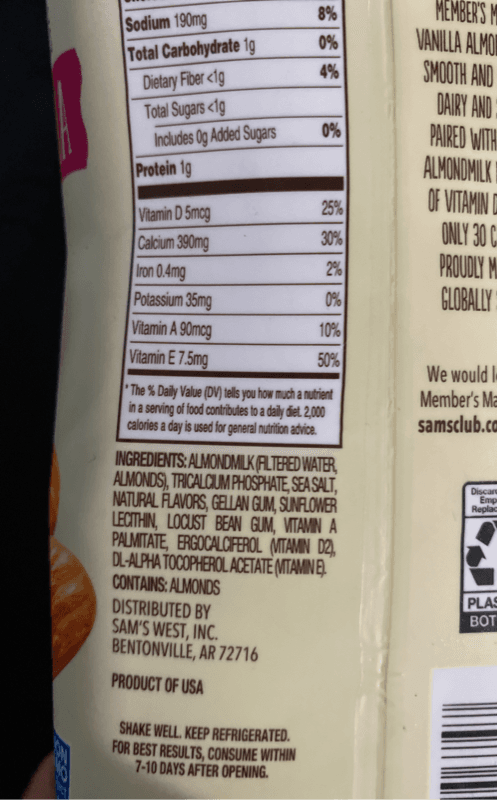 Sodium 190mg 8%
Total Carbohydrate 1g 0%
Dietary Fiber <1g 4%
Total Sugars <1g
Includes 0g Added Sugars 0%
Protein 1g
Vitamin D 5mcg 25%
Calcium 390mg 30%
Iron 0.4mg 2%
Potassium 35mg 0%
Vitamin A 90mcg 10%
Vitamin E 7.5mg 50%
* The % Daily Value (DV) tells you how much a nutrient
in a serving of food contributes to a daily diet. 2,000
calories a day is used for general nutrition advice.
INGREDIENTS: ALMONDMILK (FILTERED WATER,
ALMONDS), TRICALCIUM PHOSPHATE, SEA SALT,
NATURAL FLAVORS, GELLAN GUM, SUNFLOWER
LECITHIN, LOCUST BEAN GUM, VITAMIN A
PALMITATE, ERGOCALCIFEROL (VITAMIN D2),
DL-ALPHA TOCOPHEROL ACETATE (VITAMIN E).
CONTAINS: ALMONDS
DISTRIBUTED BY
SAM'S WEST, INC.
BENTONVILLE, AR 72716
PRODUCT OF USA
SHAKE WELL. KEEP REFRIGERATED.
FOR BEST RESULTS, CONSUME WITHIN
7-10 DAYS AFTER OPENING.
MEMBER'S M
VANILLA ALMO
SMOOTH AND
DAIRY AND
PAIRED WITH
ALMONDMILK
OF VITAMIN D
ONLY 30 C
PROUDLY M
GLOBALLY
We would l
Member's Ma
samsclub.co
Discar
Emp
Replac
PLAS
BOT